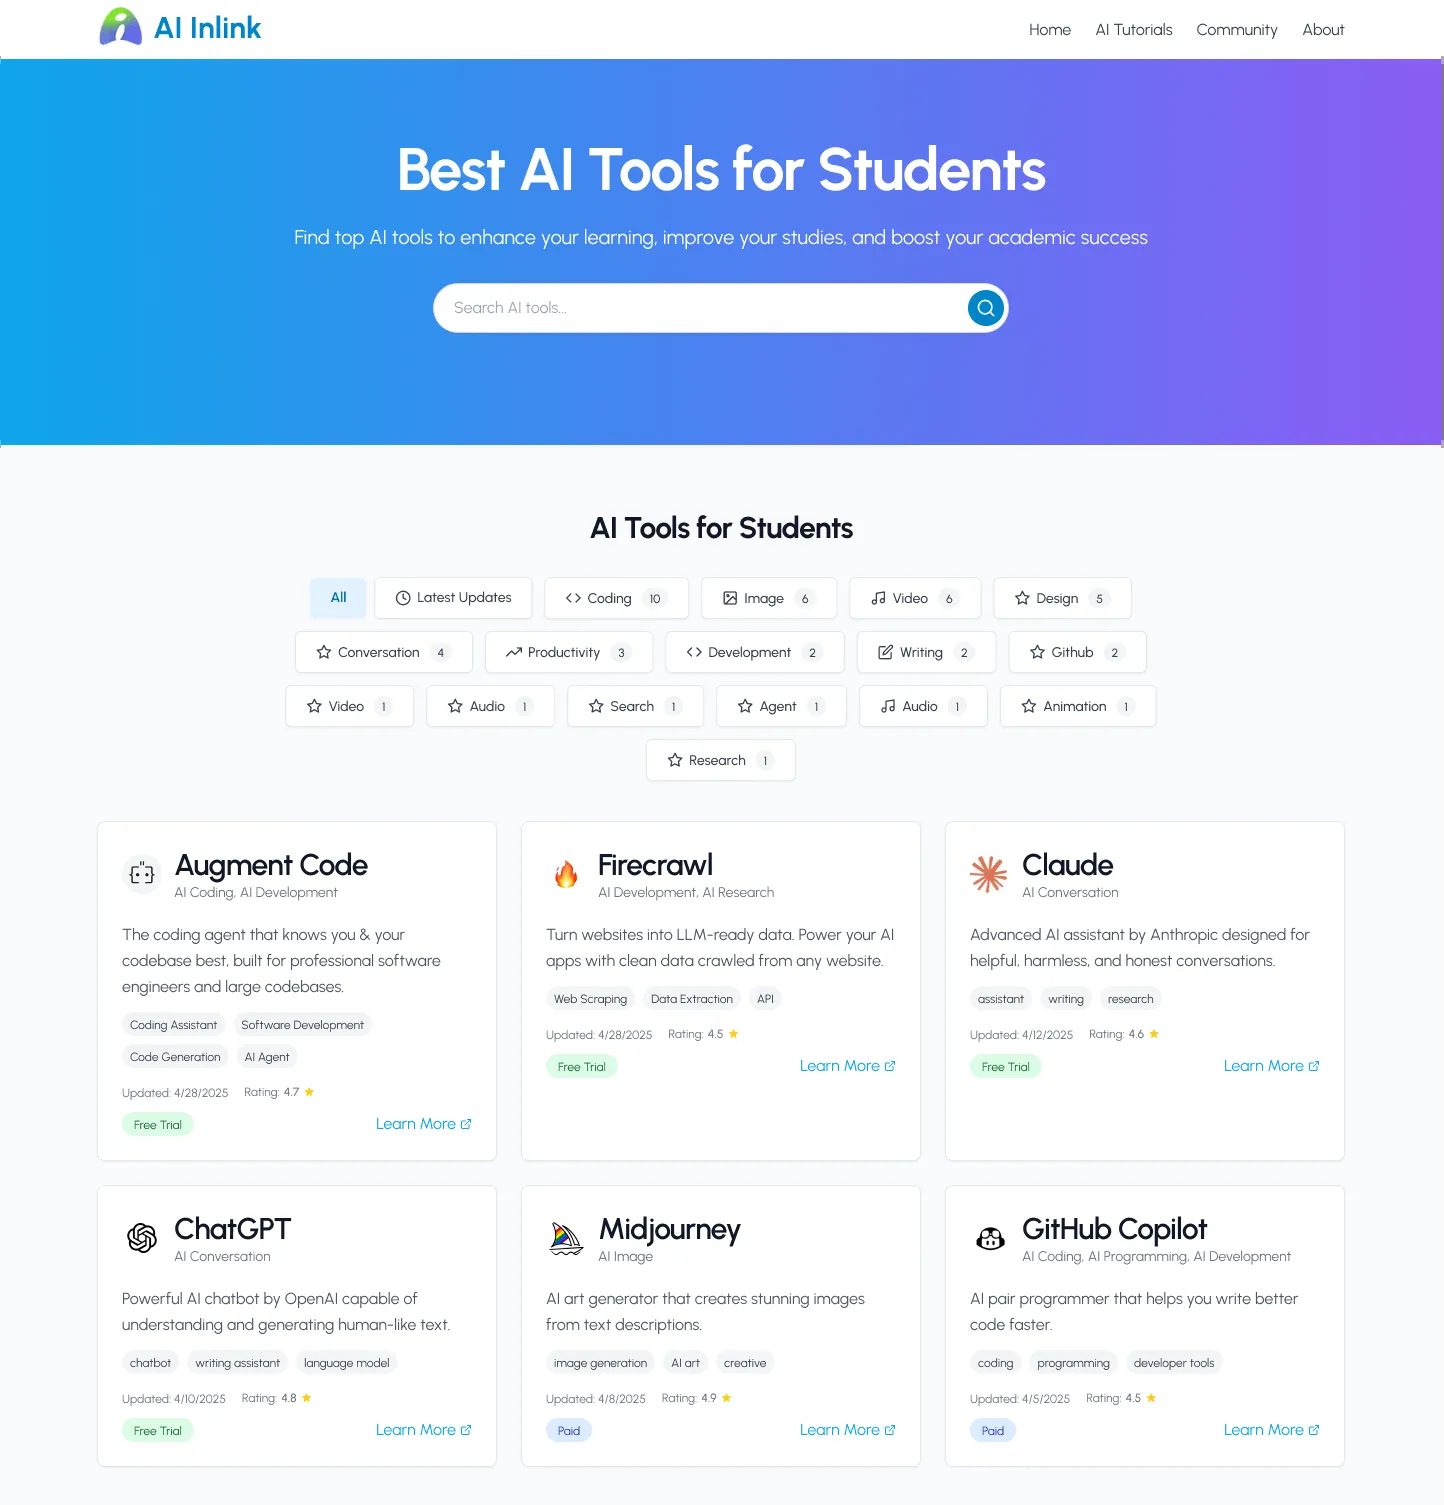 AI Inlink
Home AI Tutorials Community About
Best AI Tools for Students
Find top AI tools to enhance your learning, improve your studies, and boost your academic success
Search AI tools...
AI Tools for Students
All Latest Updates Coding 10 Image 6 Video 6 Design 5
Conversation 4 Productivity 3 Development 2 Writing 2 Github 2
Video 1 Audio 1 Search 1 Agent 1 Audio 1 Animation 1
Research 1
Augment Code
AI Coding, AI Development
The coding agent that knows you & your
codebase best, built for professional software
engineers and large codebases.
Coding Assistant Software Development
Code Generation AI Agent
Updated: 4/28/2025 Rating: 4.7
Free Trial Learn More
Firecrawl
AI Development, AI Research
Turn websites into LLM-ready data. Power your AI
apps with clean data crawled from any website.
Web Scraping Data Extraction API
Updated: 4/28/2025 Rating: 4.5
Free Trial Learn More
Claude
AI Conversation
Advanced AI assistant by Anthropic designed for
helpful, harmless, and honest conversations.
assistant writing research
Updated: 4/12/2025 Rating: 4.6
Free Trial Learn More
ChatGPT
AI Conversation
Powerful AI chatbot by OpenAI capable of
understanding and generating human-like text.
chatbot writing assistant language model
Updated: 4/10/2025 Rating: 4.8
Free Trial Learn More
Midjourney
AI Image
AI art generator that creates stunning images
from text descriptions.
image generation AI art creative
Updated: 4/8/2025 Rating: 4.9
Paid Learn More
GitHub Copilot
AI Coding, AI Programming, AI Development
AI pair programmer that helps you write better
code faster.
coding programming developer tools
Updated: 4/5/2025 Rating: 4.5
Paid Learn More